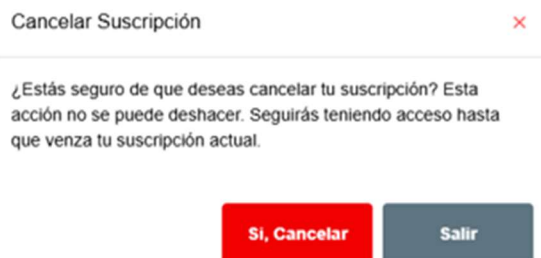 Cancelar Suscripción
¿Estás seguro de que deseas cancelar tu suscripción? Esta
acción no se puede deshacer. Seguirás teniendo acceso hasta
que venza tu suscripción actual.
Si, Cancelar
Salir